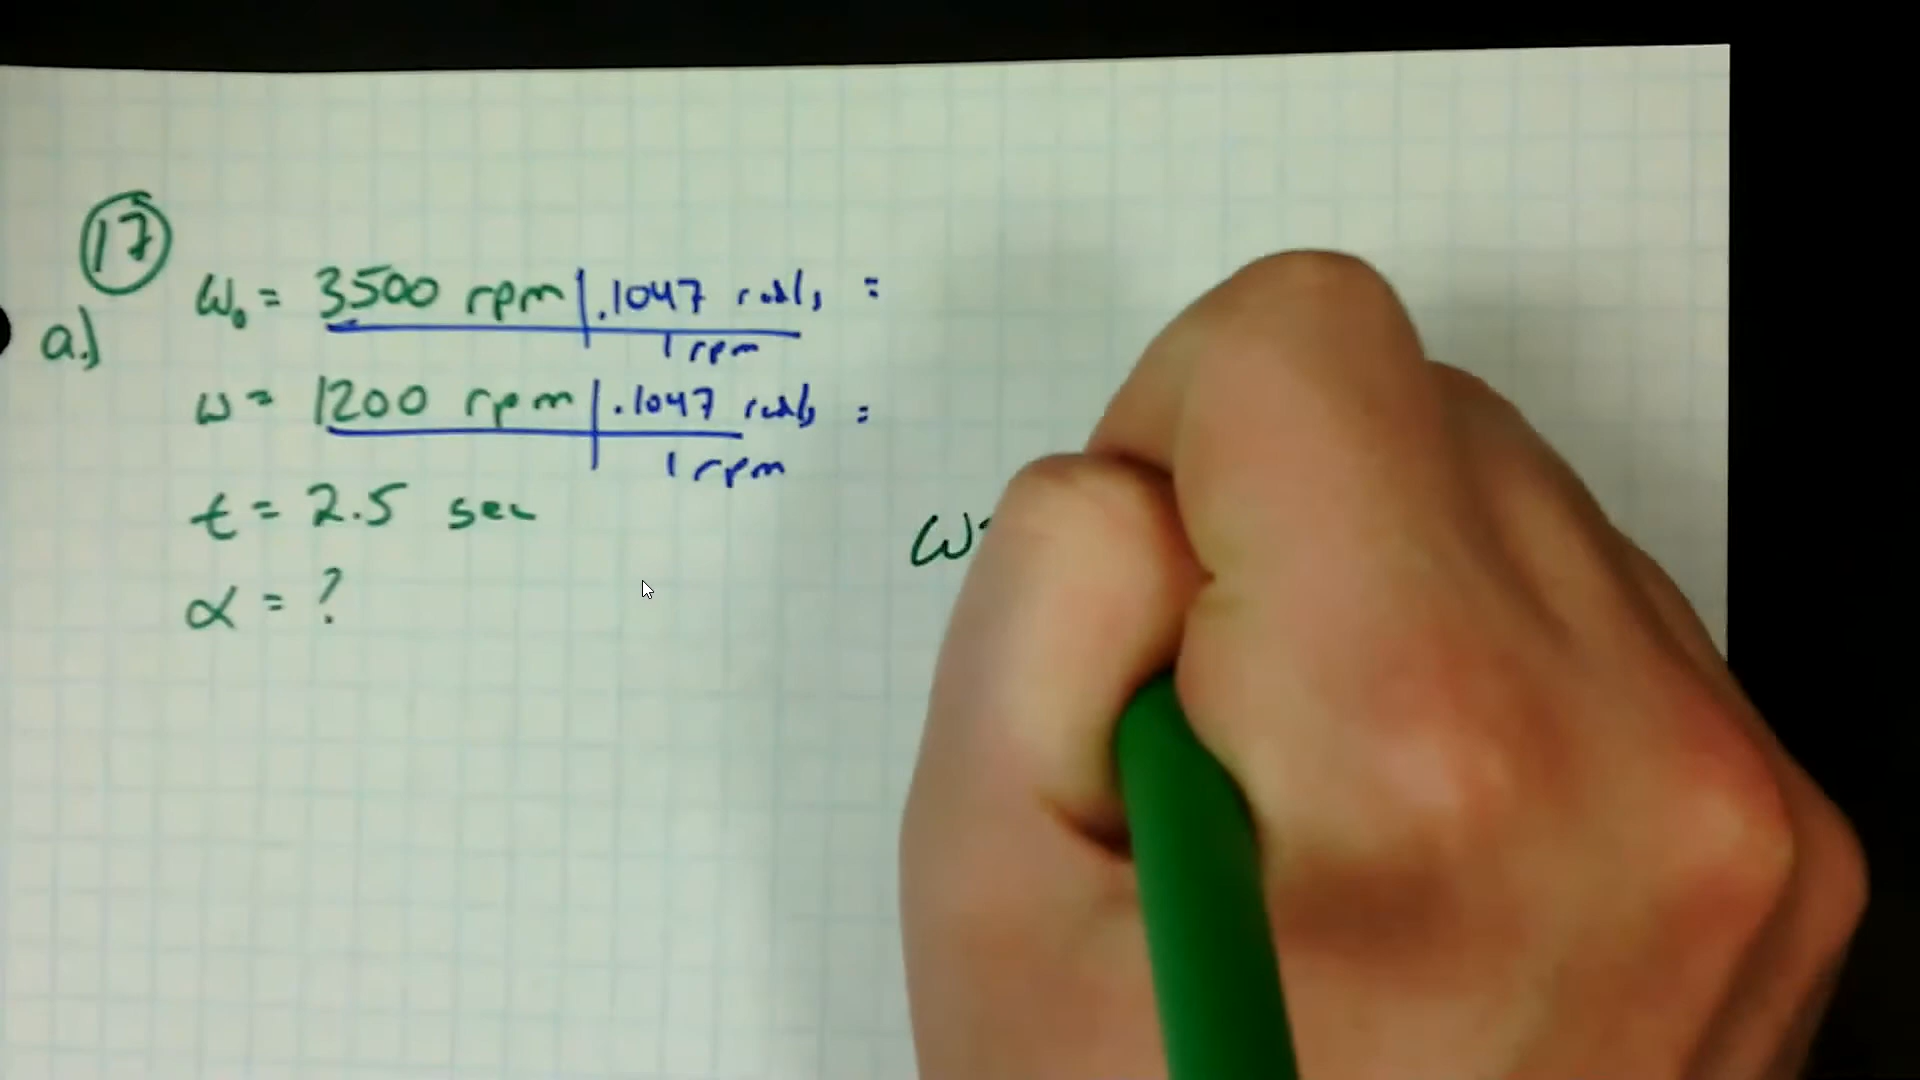 17
a.) ω₀ = 3500 rpm | .1047 rad/s =
1 rpm
ω = 1200 rpm | .1047 rad/s =
1 rpm
t = 2.5 sec
α = ?
ω